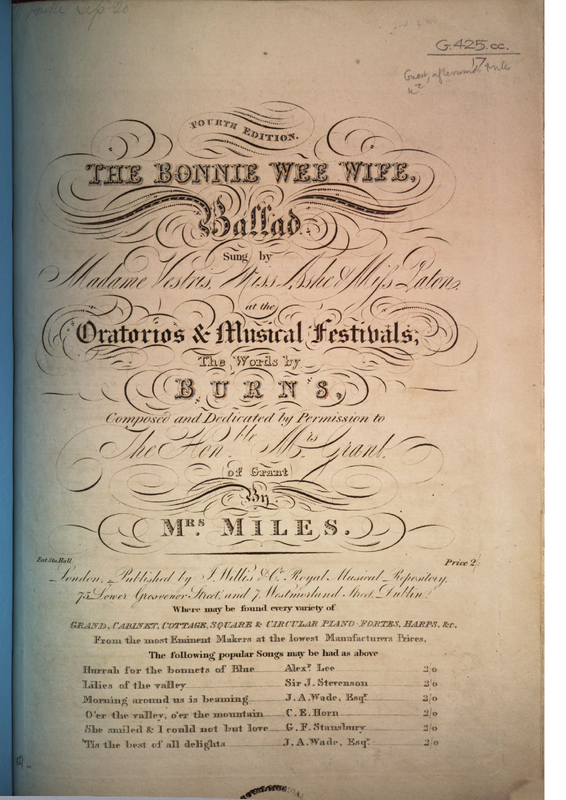 G.425.cc.
17
FOURTH EDITION.
THE BONNIE WEE WIFE,
Ballad
Sung by
Madame Vestris, Miss Ashe & Miss Paton,
at the
Oratorios & Musical Festivals;
The Words by
BURNS,
Composed and Dedicated by Permission to
The Honble. Mrs. Grant.
of Grant
By
MRS. MILES.
Ent. Sta. Hall. Price 2/.
London, Published by I. Willis & Co. Royal Musical Repository,
75 Lower Grosvenor Street, and 7, Westmorland Street, Dublin.
Where may be found every variety of
GRAND, CABINET, COTTAGE, SQUARE & CIRCULAR PIANO-FORTES, HARPS, &c.
From the most Eminent Makers at the lowest Manufacturers Prices.
The following popular Songs may be had as above
Hurrah for the bonnets of Blue Alexr. Lee 2/0
Lilies of the valley Sir J. Stevenson 2/0
Morning around us is beaming J. A. Wade, Esqr. 2/0
O'er the valley, o'er the mountain C. E. Horn 2/0
She smiled & I could not but love G. F. Stansbury 2/0
'Tis the best of all delights J. A. Wade, Esqr. 2/0